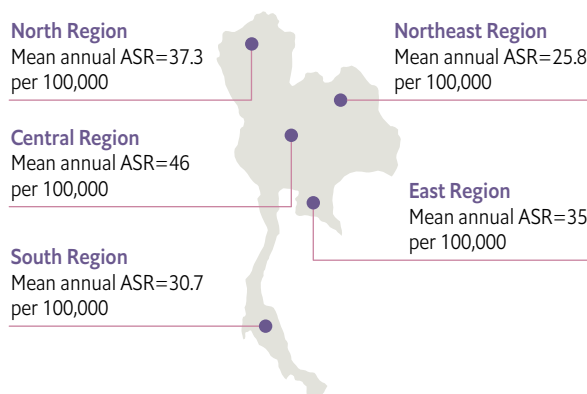 North Region
Mean annual ASR=37.3
per 100,000
Northeast Region
Mean annual ASR=25.8
per 100,000
Central Region
Mean annual ASR=46
per 100,000
East Region
Mean annual ASR=35
per 100,000
South Region
Mean annual ASR=30.7
per 100,000